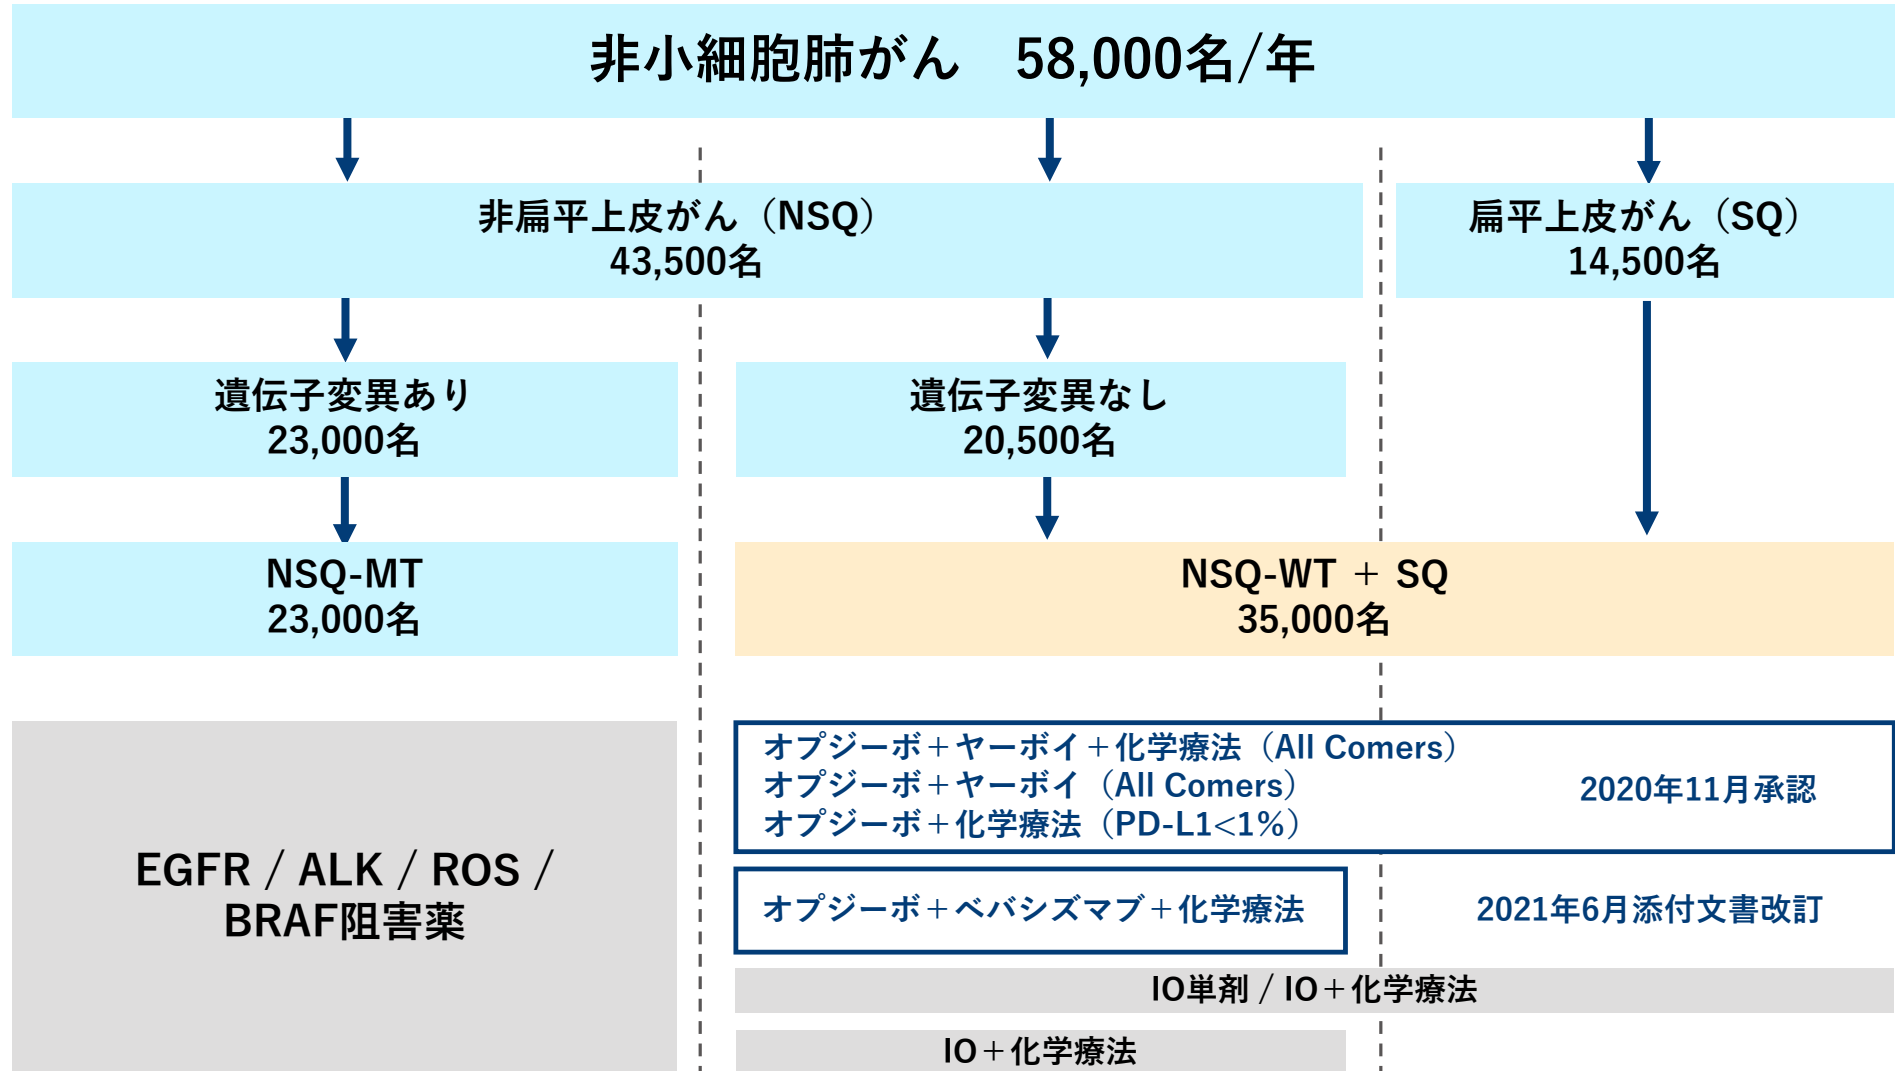 非小細胞肺がん　58,000名/年
非扁平上皮がん（NSQ）
43,500名
扁平上皮がん（SQ）
14,500名
遺伝子変異あり
23,000名
遺伝子変異なし
20,500名
NSQ-MT
23,000名
NSQ-WT ＋ SQ
35,000名
EGFR / ALK / ROS /
BRAF阻害薬
オプジーボ＋ヤーボイ＋化学療法（All Comers）
オプジーボ＋ヤーボイ（All Comers）
オプジーボ＋化学療法（PD-L1<1%）
2020年11月承認
オプジーボ＋ベバシズマブ＋化学療法
2021年6月添付文書改訂
IO単剤 / IO＋化学療法
IO＋化学療法